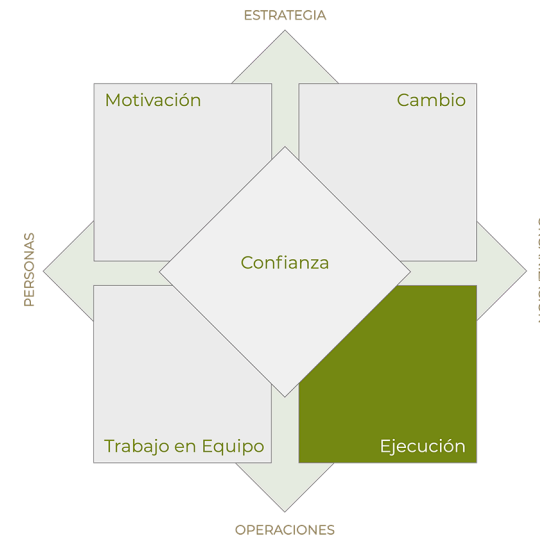 ESTRATEGIA
Motivación
Cambio
PERSONAS
Confianza
Trabajo en Equipo
Ejecución
OPERACIONES